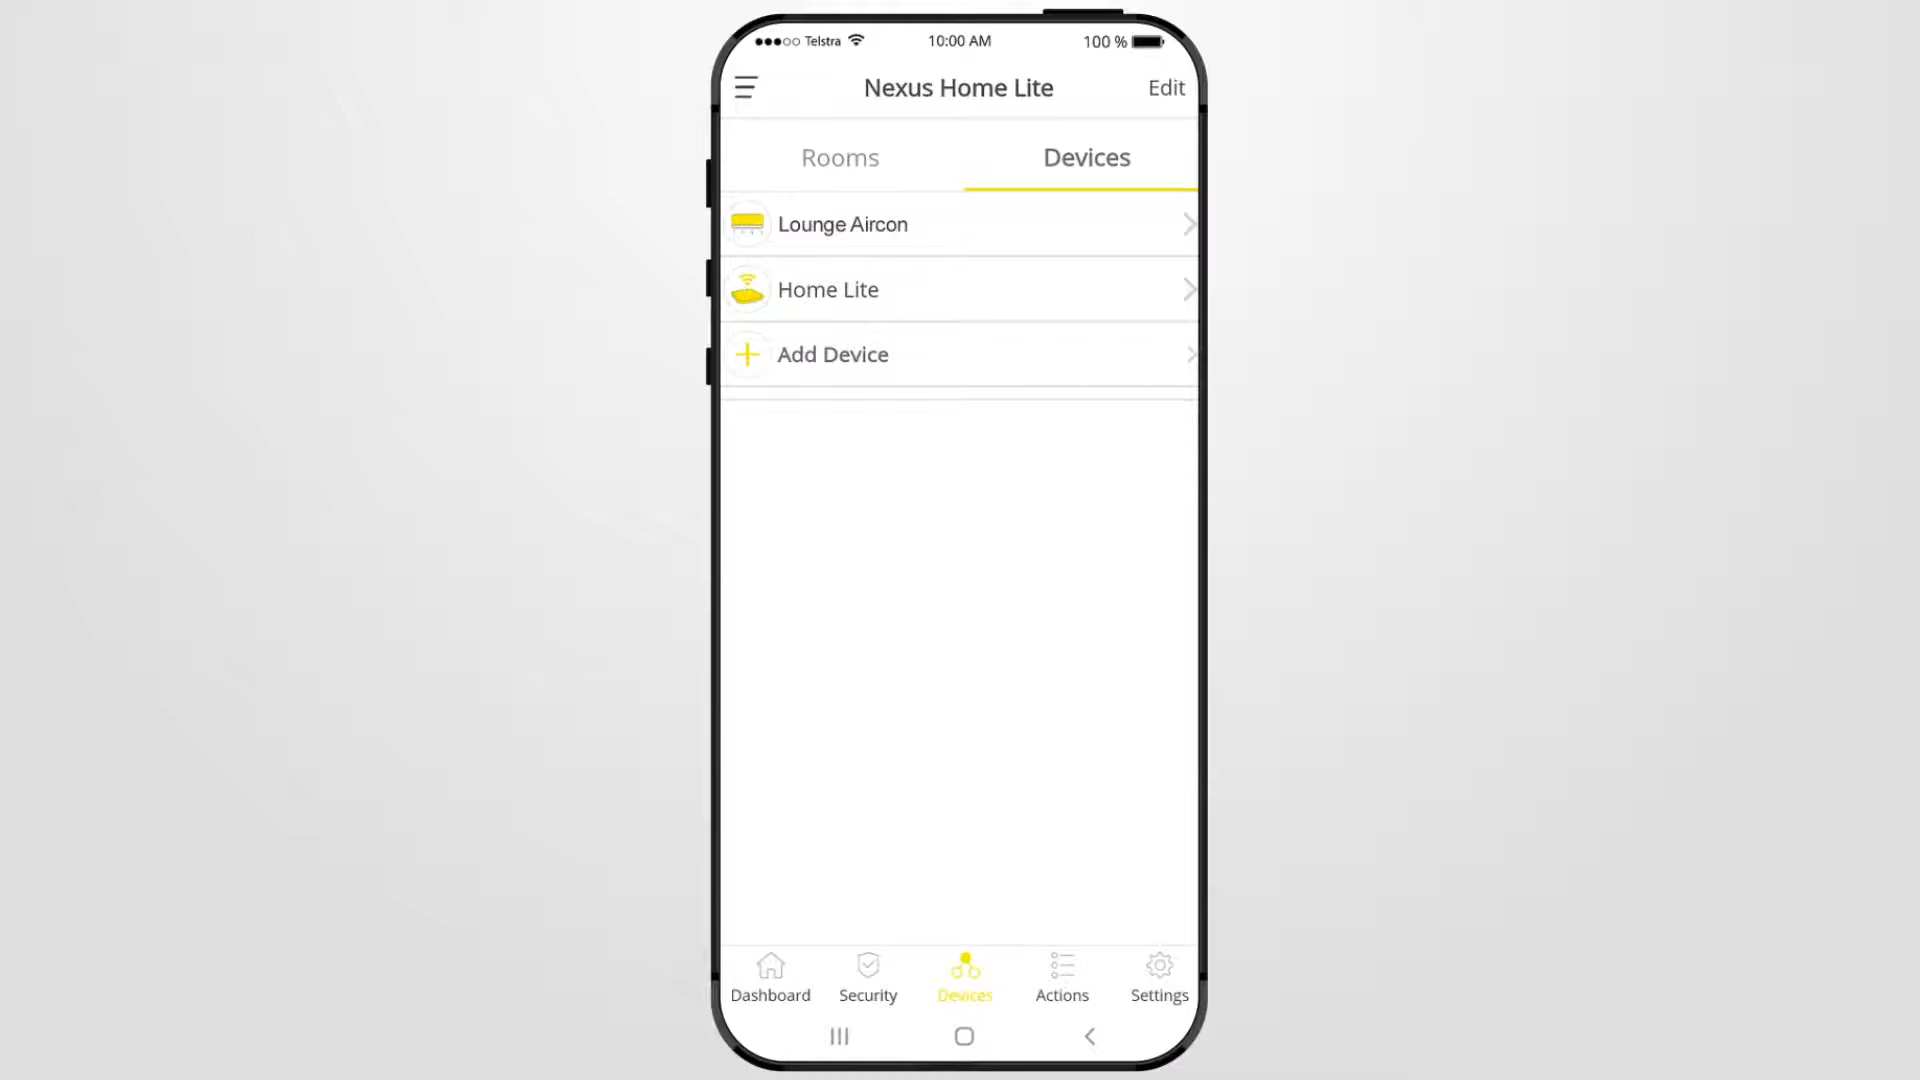 Telstra 10:00 AM 100 %
Nexus Home Lite Edit
Rooms Devices
Lounge Aircon
Home Lite
Add Device
Dashboard Security Devices Actions Settings